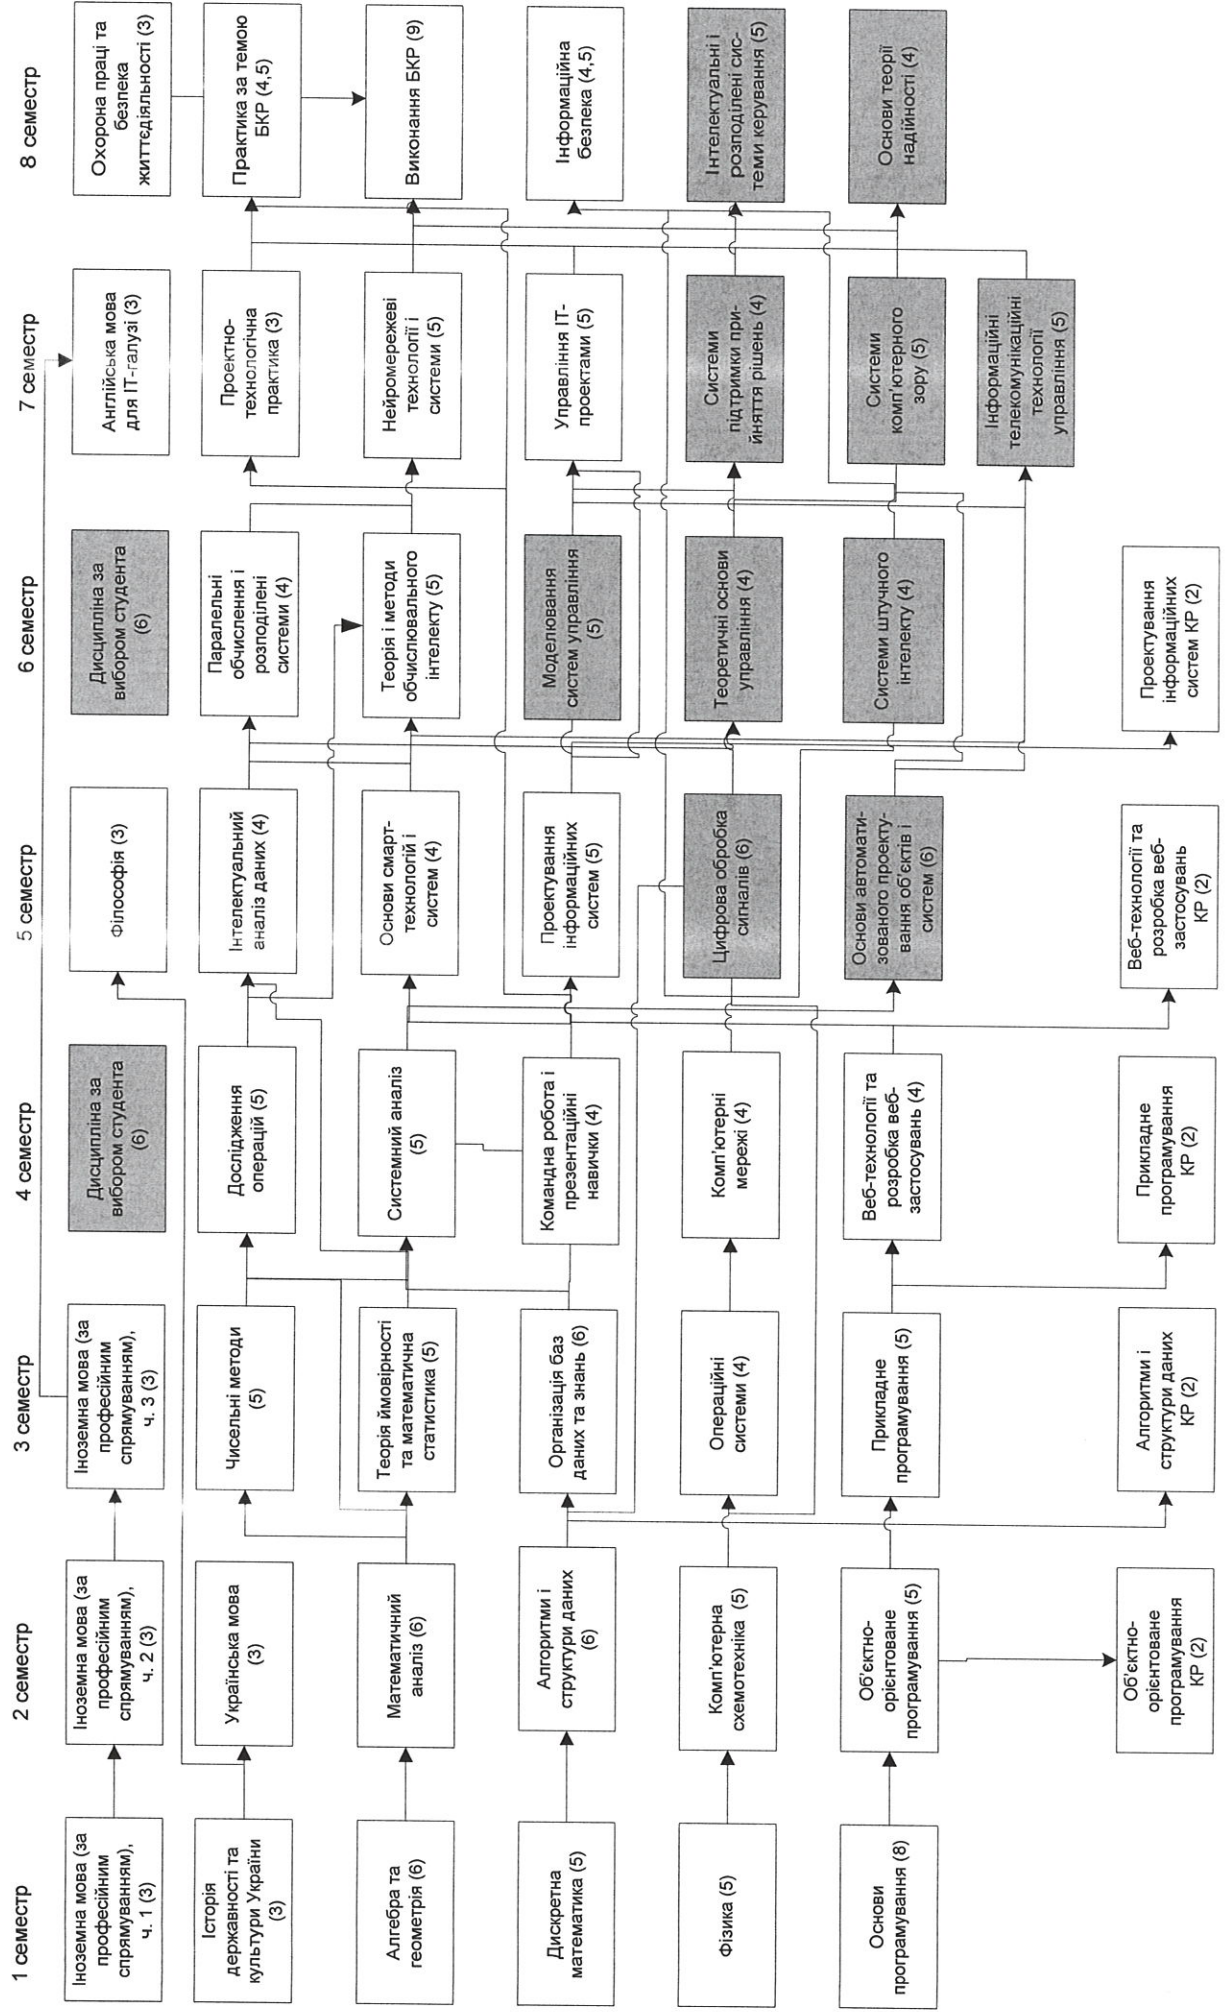 1 семестр
Іноземна мова (за
професійним
спрямуванням),
ч. 1 (3)
Історія
державності та
культури України
(3)
Алгебра та
геометрія (6)
Дискретна
математика (5)
Фізика (5)
Основи
програмування (8)
2 семестр
Іноземна мова (за
професійним
спрямуванням),
ч. 2 (3)
Українська мова
(3)
Математичний
аналіз (6)
Алгоритми і
структури даних
(6)
Комп'ютерна
схемотехніка (5)
Об'єктно-
орієнтоване
програмування (5)
Об'єктно-
орієнтоване
програмування
КР (2)
3 семестр
Іноземна мова (за
професійним
спрямуванням),
ч. 3 (3)
Чисельні методи
(5)
Теорія ймовірності
та математична
статистика (5)
Організація баз
даних та знань (6)
Операційні
системи (4)
Прикладне
програмування (5)
Алгоритми і
структури даних
КР (2)
4 семестр
Дисципліна за
вибором студента
(6)
Дослідження
операцій (5)
Системний аналіз
(5)
Командна робота і
презентаційні
навички (4)
Комп'ютерні
мережі (4)
Веб-технології та
розробка веб-
застосувань (4)
Прикладне
програмування
КР (2)
5 семестр
Філософія (3)
Інтелектуальний
аналіз даних (4)
Основи смарт-
технологій і
систем (4)
Проектування
інформаційних
систем (5)
Цифрова обробка
сигналів (6)
Основи автомати-
зованого проекту-
вання об'єктів і
систем (6)
Веб-технології та
розробка веб-
застосувань
КР (2)
6 семестр
Дисципліна за
вибором студента
(6)
Паралельні
обчислення і
розподілені
системи (4)
Теорія і методи
обчислювального
інтелекту (5)
Моделювання
систем управління
(5)
Теоретичні основи
управління (4)
Системи штучного
інтелекту (4)
Проектування
інформаційних
систем КР (2)
7 семестр
Англійська мова
для ІТ-галузі (3)
Проектно-
технологічна
практика (3)
Нейромережеві
технології і
системи (5)
Управління ІТ-
проектами (5)
Системи
підтримки при-
йняття рішень (4)
Системи
комп'ютерного
зору (5)
Інформаційні
телекомунікаційні
технології
управління (5)
8 семестр
Охорона праці та
безпека
життєдіяльності (3)
Практика за темою
БКР (4,5)
Виконання БКР (9)
Інформаційна
безпека (4,5)
Інтелектуальні і
розподілені сис-
теми керування (5)
Основи теорії
надійності (4)